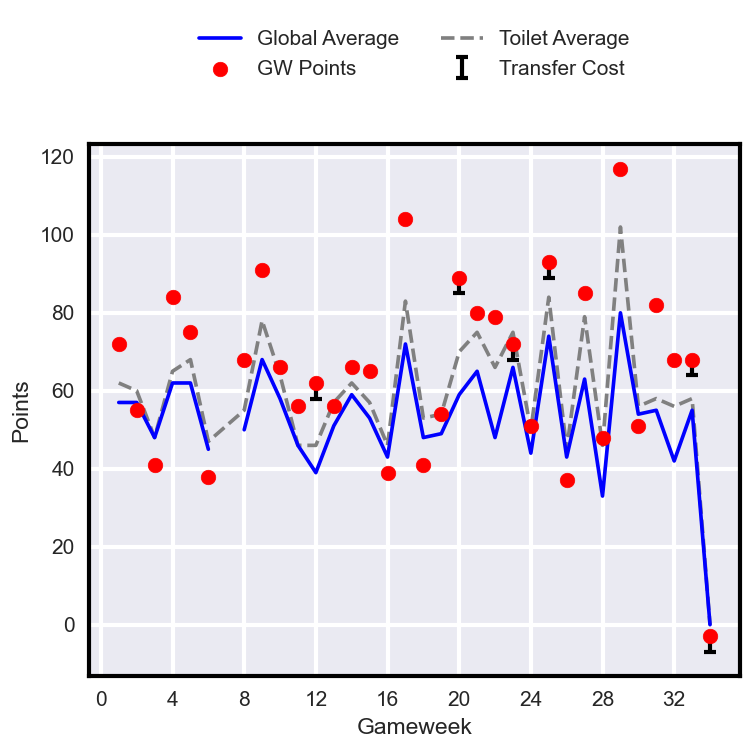 Global Average
Toilet Average
GW Points
Transfer Cost
120
100
80
60
40
20
0
Points
0 4 8 12 16 20 24 28 32
Gameweek